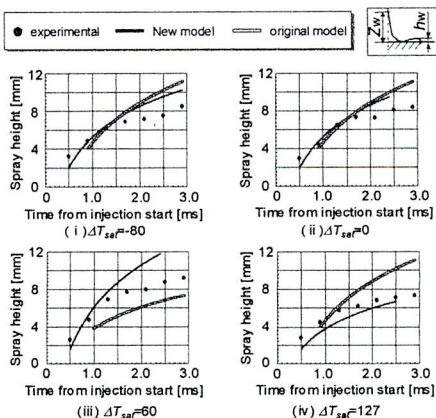 experimental New model original model
Zw hw
Spray height [mm]
12
8
4
0
0 1.0 2.0 3.0
Time from injection start [ms]
( i )ΔTsat=-80
Spray height [mm]
12
8
4
0
0 1.0 2.0 3.0
Time from injection start [ms]
( ii )ΔTsat=0
Spray height [mm]
12
8
4
0
0 1.0 2.0 3.0
Time from injection start [ms]
(iii) ΔTsat=60
Spray height [mm]
12
8
4
0
0 1.0 2.0 3.0
Time from injection start [ms]
(iv) ΔTsat=127